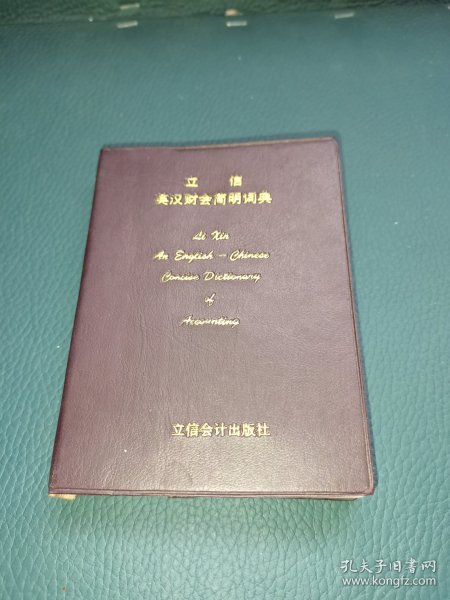 立 信
英汉财会简明词典
Li Xin
An English - Chinese
Concise Dictionary
of
Accounting
立信会计出版社
孔夫子旧书网
www.kongfz.com